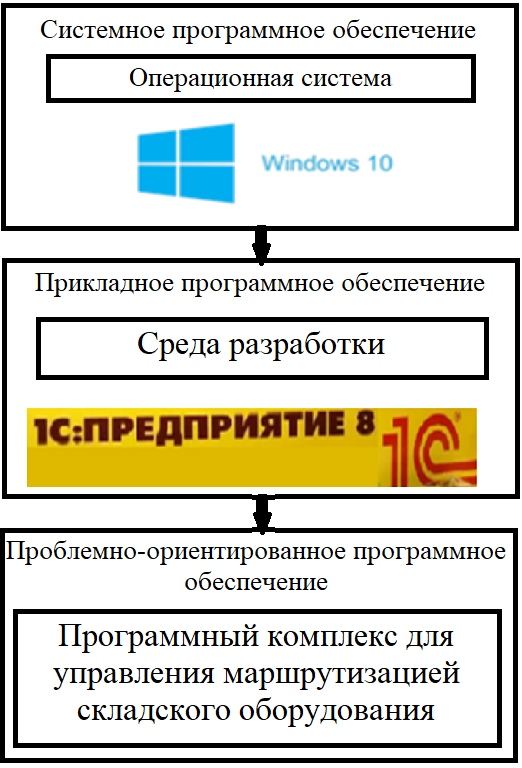 Системное программное обеспечение
Операционная система
Windows 10
Прикладное программное обеспечение
Среда разработки
1С:ПРЕДПРИЯТИЕ 8
1С
Проблемно-ориентированное программное
обеспечение
Программный комплекс для
управления маршрутизацией
складского оборудования